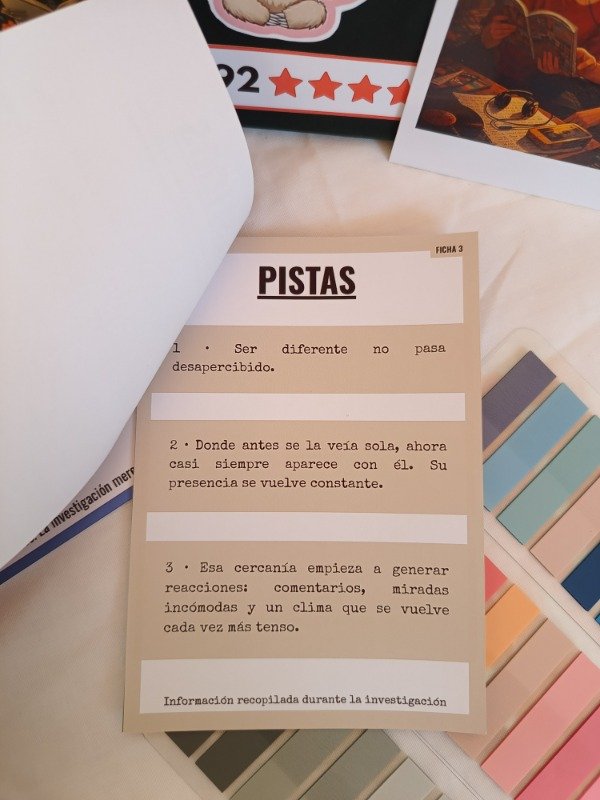 92
FICHA 3
PISTAS
1 · Ser diferente no pasa
desapercibido.
2 · Donde antes se la veía sola, ahora
casi siempre aparece con él. Su
presencia se vuelve constante.
3 · Esa cercanía empieza a generar
reacciones: comentarios, miradas
incómodas y un clima que se vuelve
cada vez más tenso.
Información recopilada durante la investigación
La investigación